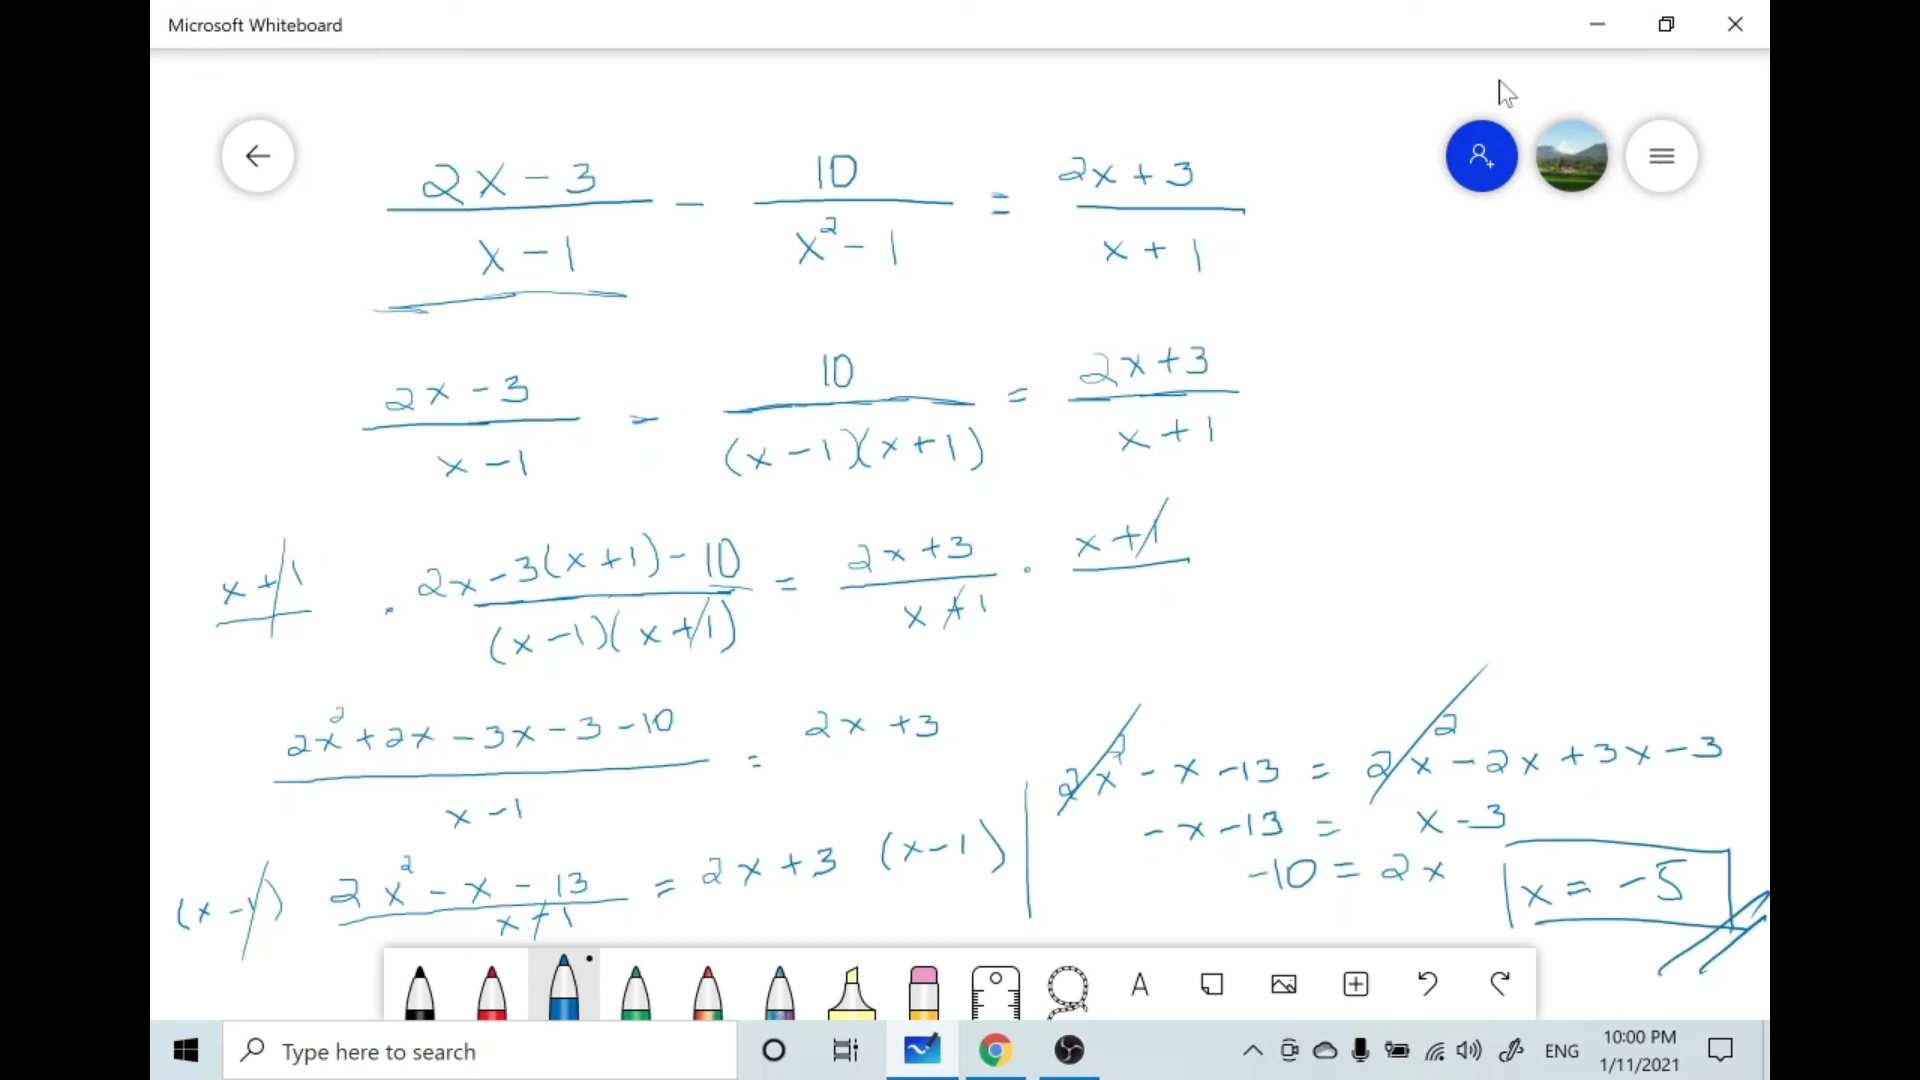 Microsoft Whiteboard
2x - 3 / x - 1 - 10 / x² - 1 = 2x + 3 / x + 1
2x - 3 / x - 1 - 10 / (x - 1)(x + 1) = 2x + 3 / x + 1
x + 1 · 2x - 3(x + 1) - 10 / (x - 1)(x + 1) = 2x + 3 / x + 1 · x + 1
2x² + 2x - 3x - 3 - 10 / x - 1 = 2x + 3
(x - 1) 2x² - x - 13 / x - 1 = 2x + 3 (x - 1)
2x² - x - 13 = 2x² - 2x + 3x - 3
- x - 13 = x - 3
-10 = 2x
x = -5
A
Type here to search
ENG
10:00 PM
1/11/2021